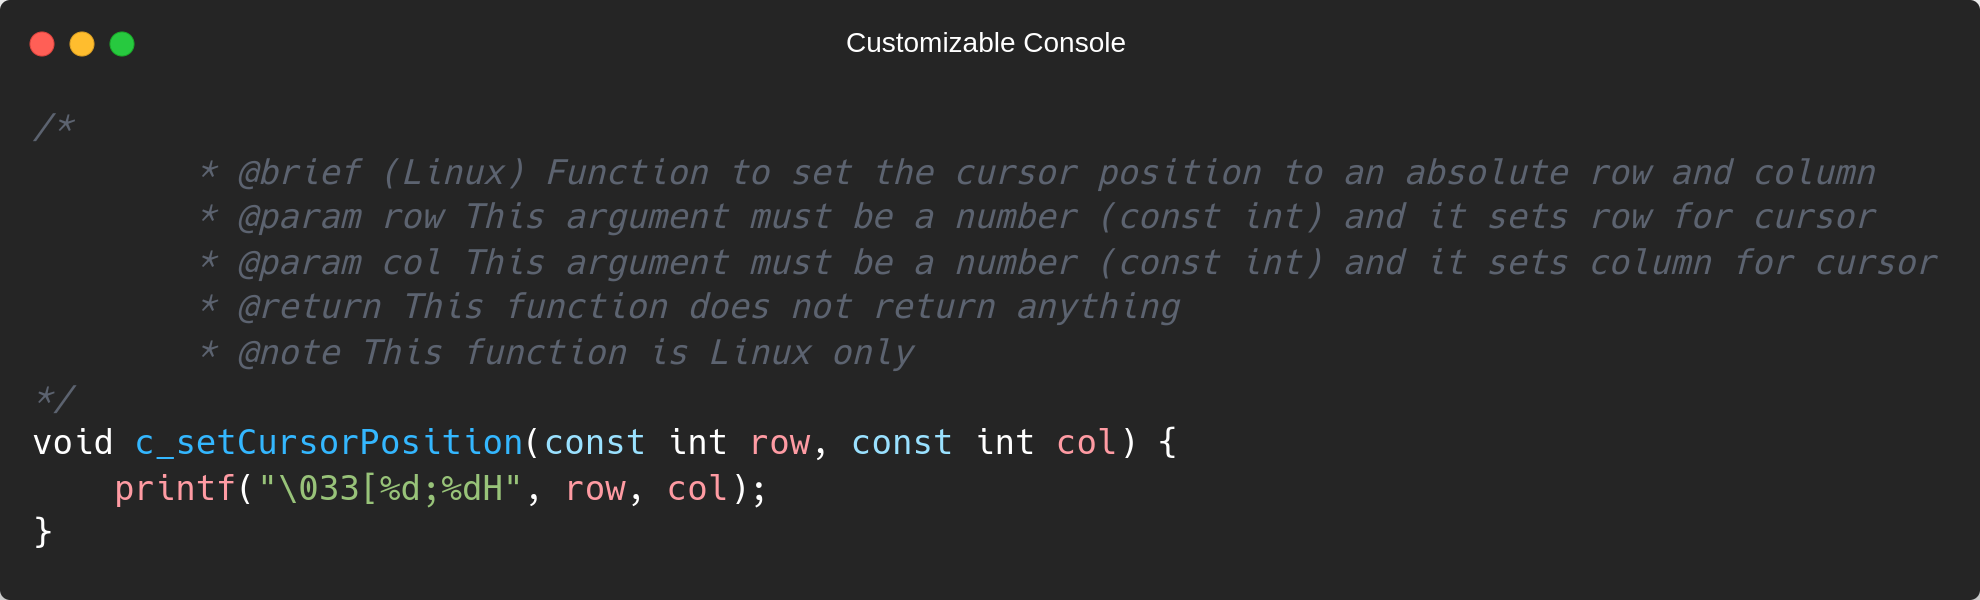 Customizable Console
/*
        * @brief (Linux) Function to set the cursor position to an absolute row and column
        * @param row This argument must be a number (const int) and it sets row for cursor
        * @param col This argument must be a number (const int) and it sets column for cursor
        * @return This function does not return anything
        * @note This function is Linux only
*/
void c_setCursorPosition(const int row, const int col) {
    printf("\033[%d;%dH", row, col);
}